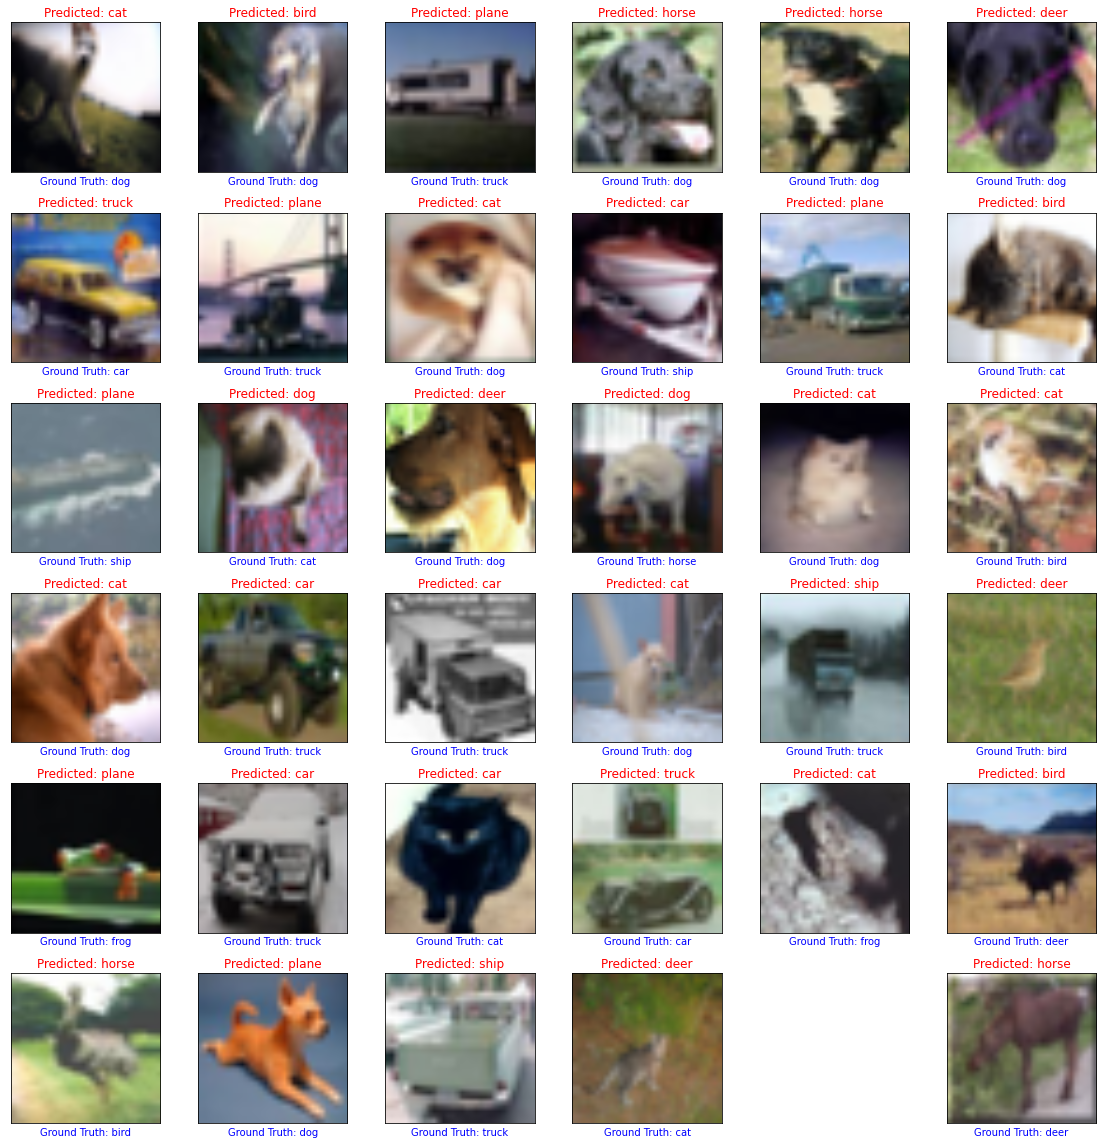 Predicted: cat
Predicted: bird
Predicted: plane
Predicted: horse
Predicted: horse
Predicted: deer
Ground Truth: dog
Ground Truth: dog
Ground Truth: truck
Ground Truth: dog
Ground Truth: dog
Ground Truth: dog
Predicted: truck
Predicted: plane
Predicted: cat
Predicted: car
Predicted: plane
Predicted: bird
Ground Truth: car
Ground Truth: truck
Ground Truth: dog
Ground Truth: ship
Ground Truth: truck
Ground Truth: cat
Predicted: plane
Predicted: dog
Predicted: deer
Predicted: dog
Predicted: cat
Predicted: cat
Ground Truth: ship
Ground Truth: cat
Ground Truth: dog
Ground Truth: horse
Ground Truth: dog
Ground Truth: bird
Predicted: cat
Predicted: car
Predicted: car
Predicted: cat
Predicted: ship
Predicted: deer
Ground Truth: dog
Ground Truth: truck
Ground Truth: truck
Ground Truth: dog
Ground Truth: truck
Ground Truth: bird
Predicted: plane
Predicted: car
Predicted: car
Predicted: truck
Predicted: cat
Predicted: bird
Ground Truth: frog
Ground Truth: truck
Ground Truth: cat
Ground Truth: car
Ground Truth: frog
Ground Truth: deer
Predicted: horse
Predicted: plane
Predicted: ship
Predicted: deer
Predicted: horse
Ground Truth: bird
Ground Truth: dog
Ground Truth: truck
Ground Truth: cat
Ground Truth: deer